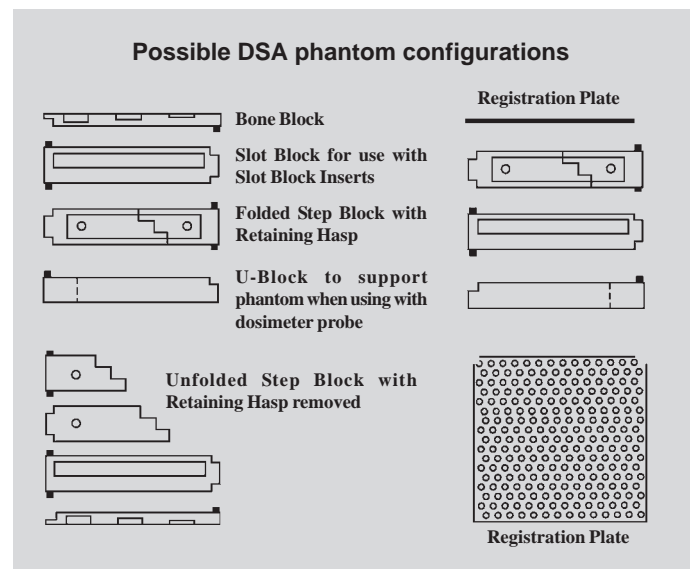 Possible DSA phantom configurations
Bone Block
Slot Block for use with
Slot Block Inserts
Folded Step Block with
Retaining Hasp
U-Block to support
phantom when using with
dosimeter probe
Unfolded Step Block with
Retaining Hasp removed
Registration Plate
Registration Plate